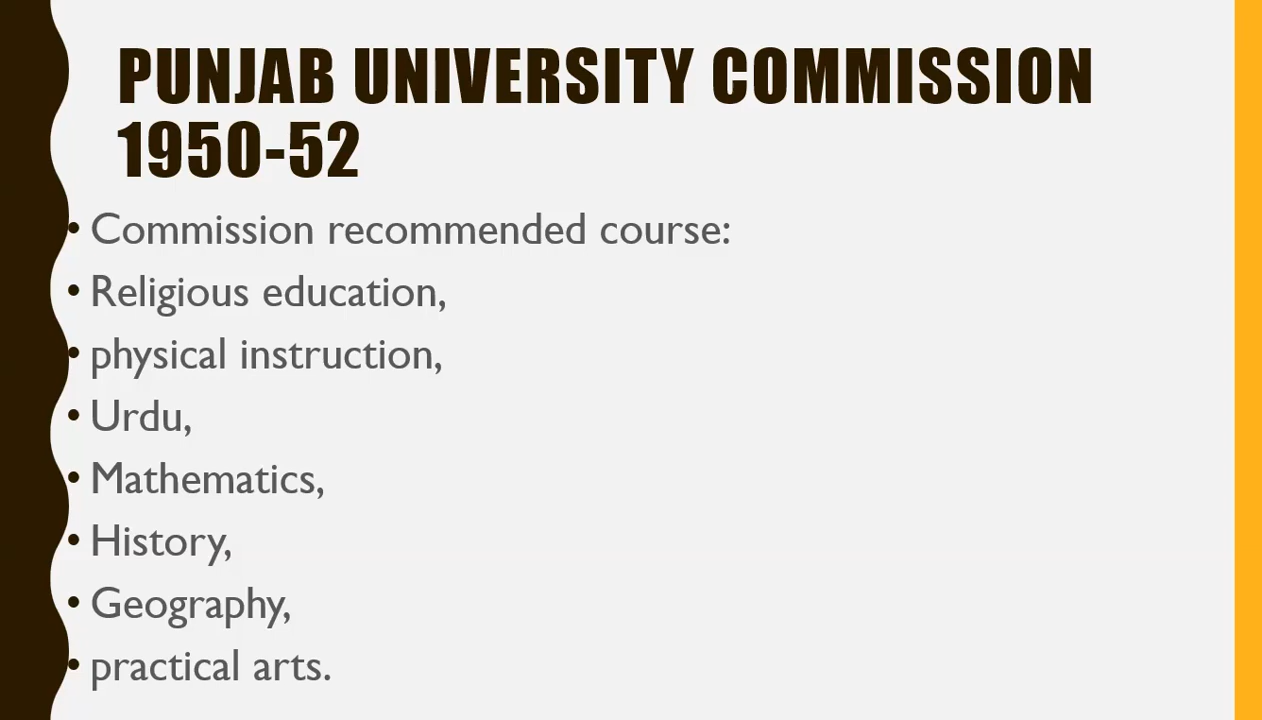 PUNJAB UNIVERSITY COMMISSION
1950-52
• Commission recommended course:
• Religious education,
• physical instruction,
• Urdu,
• Mathematics,
• History,
• Geography,
• practical arts.